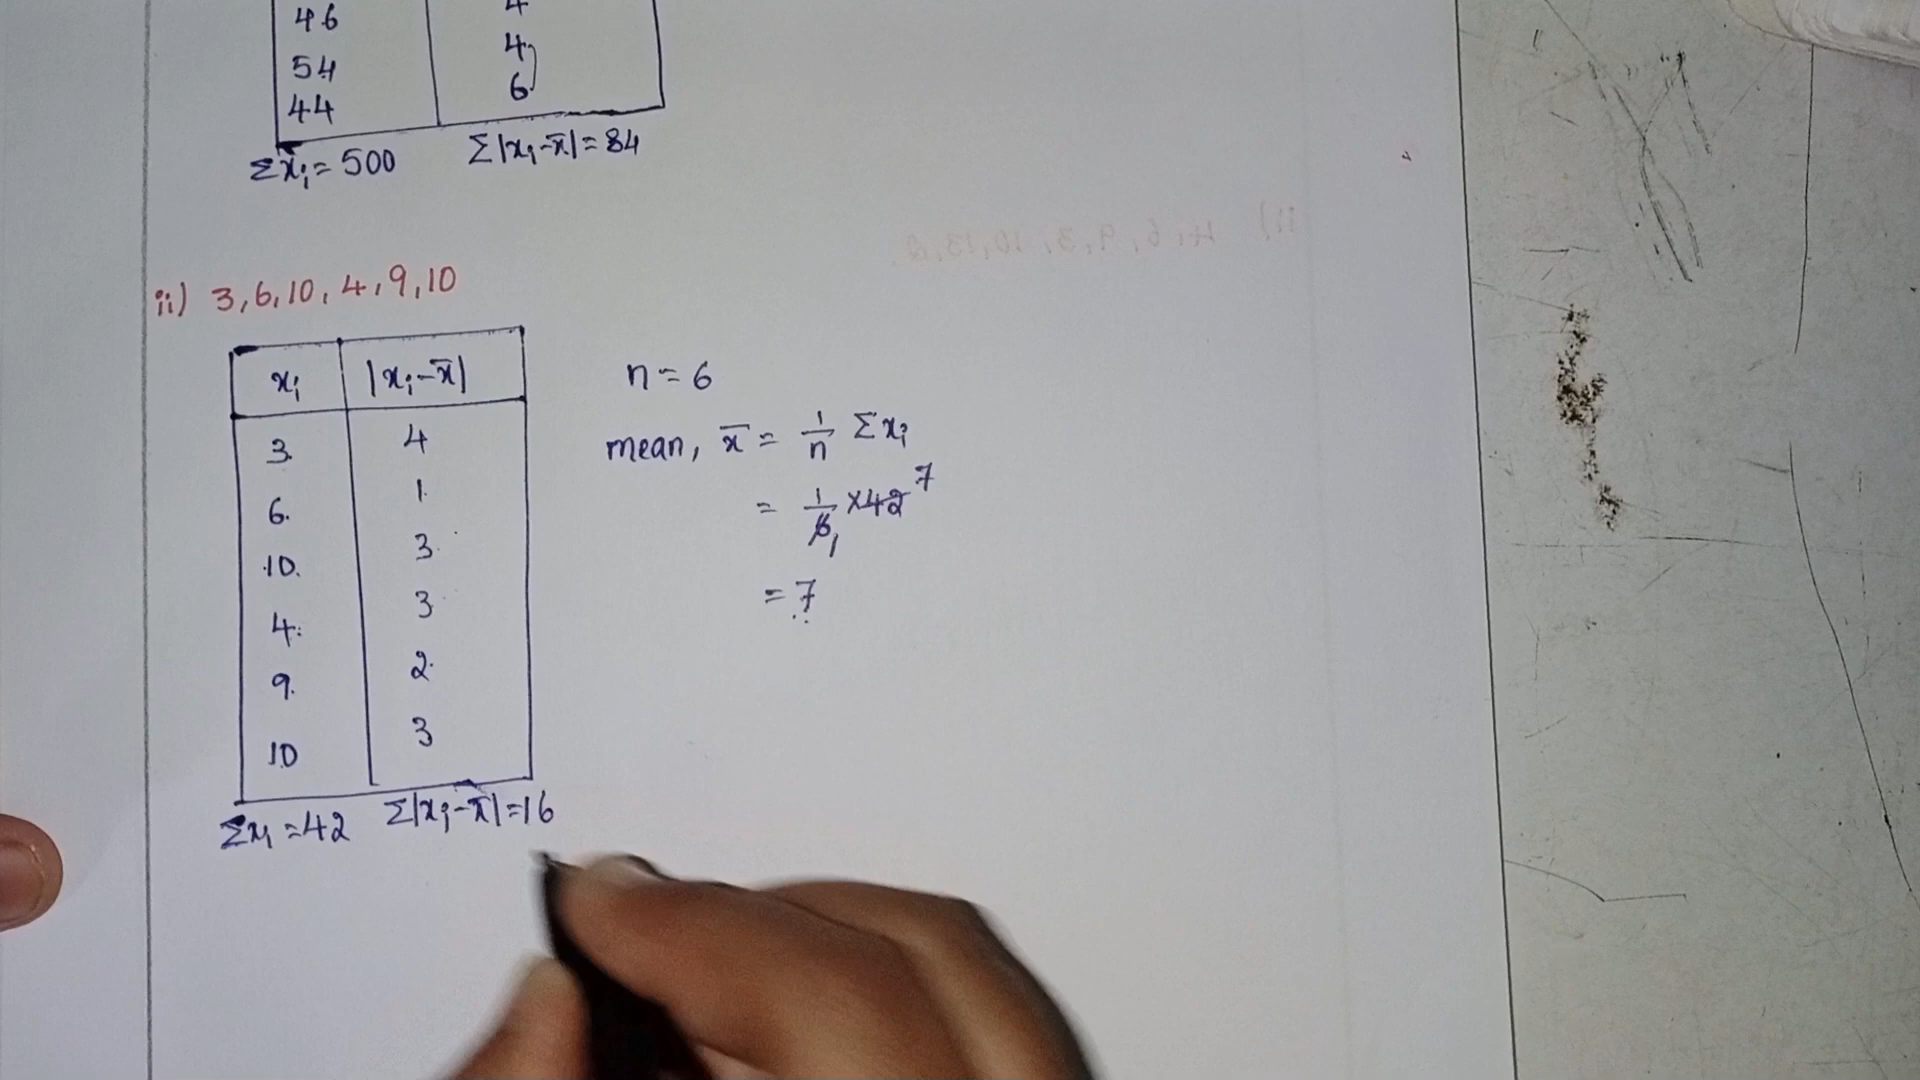 46 4
54 4
44 6
Σxᵢ = 500 Σ|xᵢ-x̄| = 84
ii) 3, 6, 10, 4, 9, 10
xᵢ |xᵢ-x̄|
3 4
6 1
10 3
4 3
9 2
10 3
Σxᵢ = 42 Σ|xᵢ-x̄| = 16
n = 6
mean, x̄ = 1/n Σxᵢ
= 1/6 1 × 42 7
= 7